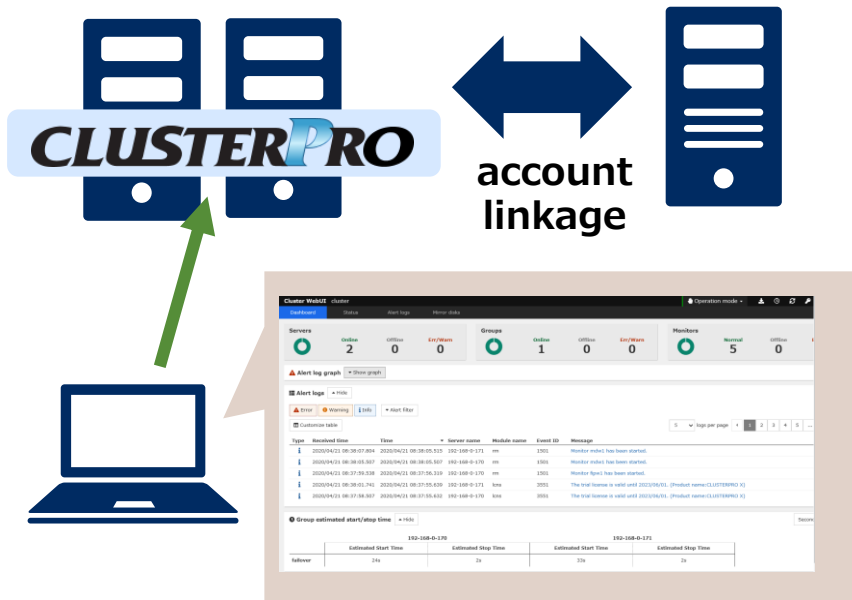 CLUSTERPRO
account
linkage
Cluster WebUI cluster
Operation mode
Dashboard Status Alert logs Mirror disks
Servers Groups Monitors
Online Offline Err/Warn Online Offline Err/Warn Normal Offline
2 0 0 1 0 0 5 0
Alert log graph Show graph
Alert logs Hide
Error Warning Info Alert filter
Customize table 5 logs per page 1 2 3 4 5 ...
Type Received time Time Server name Module name Event ID Message
2020/04/21 08:38:07.804 2020/04/21 08:38:05.515 192-168-0-171 rm 1501 Monitor mdw1 has been started.
2020/04/21 08:38:05.507 2020/04/21 08:38:05.507 192-168-0-170 rm 1501 Monitor mdw1 has been started.
2020/04/21 08:37:59.538 2020/04/21 08:37:56.319 192-168-0-170 rm 1501 Monitor fipw1 has been started.
2020/04/21 08:38:02.741 2020/04/21 08:37:55.639 192-168-0-171 lcns 3551 The trial license is valid until 2023/06/01. (Product name:CLUSTERPRO X)
2020/04/21 08:37:58.507 2020/04/21 08:37:55.632 192-168-0-170 lcns 3551 The trial license is valid until 2023/06/01. (Product name:CLUSTERPRO X)
Group estimated start/stop time Hide
192-168-0-170 192-168-0-171
Estimated Start Time Estimated Stop Time Estimated Start Time Estimated Stop Time
failover 24s 2s 33s 2s